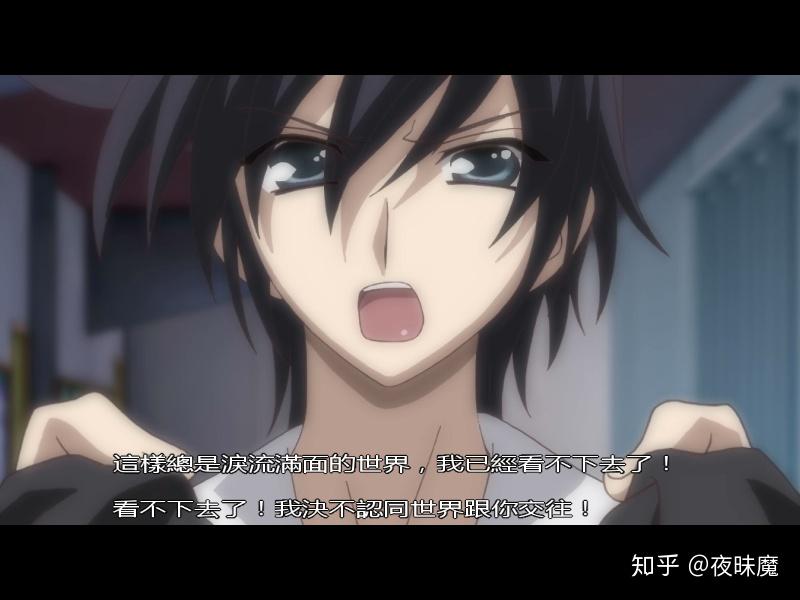 這樣總是淚流滿面的世界，我已經看不下去了！
看不下去了！我決不認同世界跟你交往！
知乎 @夜昧魔